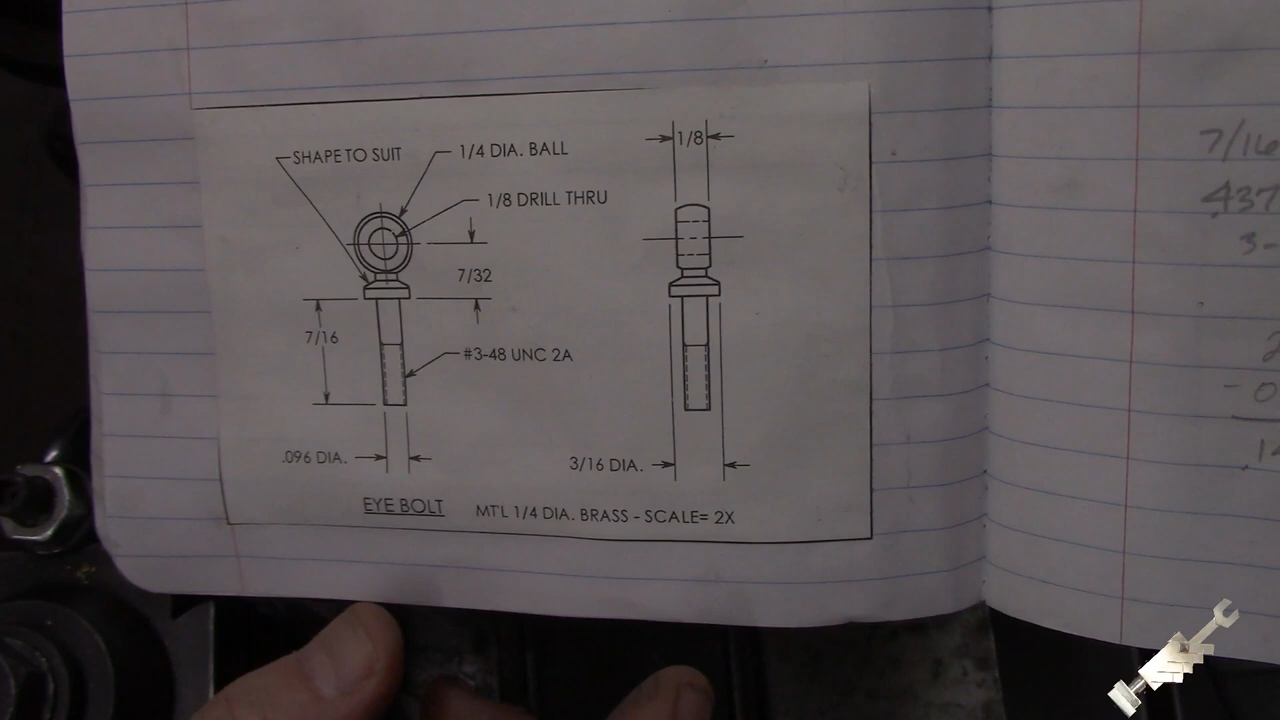 SHAPE TO SUIT
1/4 DIA. BALL
1/8
1/8 DRILL THRU
7/32
7/16
#3-48 UNC 2A
.096 DIA.
3/16 DIA.
EYE BOLT
MT'L 1/4 DIA. BRASS - SCALE= 2X
7/16
.437
3-